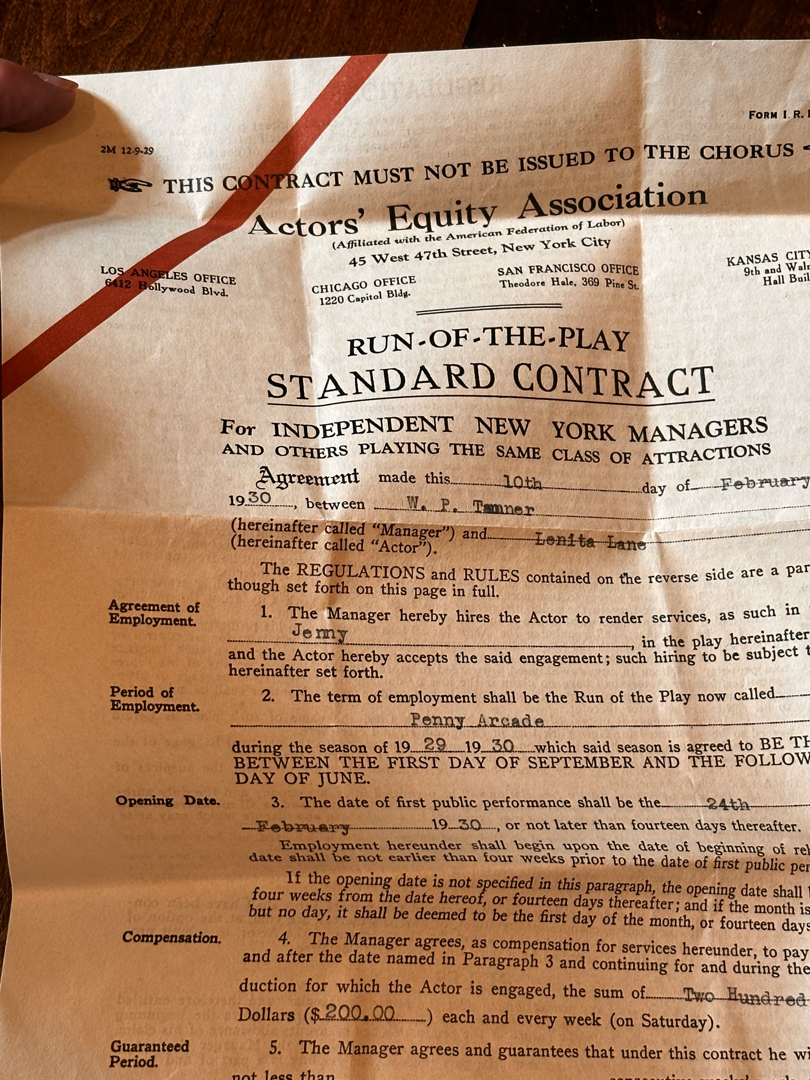 FORM I. R.
2M 12-9-29
THIS CONTRACT MUST NOT BE ISSUED TO THE CHORUS
Actors' Equity Association
(Affiliated with the American Federation of Labor)
45 West 47th Street, New York City
LOS ANGELES OFFICE
6412 Hollywood Blvd.
CHICAGO OFFICE
1220 Capitol Bldg.
SAN FRANCISCO OFFICE
Theodore Hale, 369 Pine St.
KANSAS CITY
9th and Waln
Hall Buil
RUN-OF-THE-PLAY
STANDARD CONTRACT
For INDEPENDENT NEW YORK MANAGERS
AND OTHERS PLAYING THE SAME CLASS OF ATTRACTIONS
Agreement made this 10th day of February
1930, between W. P. Tanner
(hereinafter called "Manager") and Lenita Lane
(hereinafter called "Actor").
The REGULATIONS and RULES contained on the reverse side are a par
though set forth on this page in full.
Agreement of
Employment.
1. The Manager hereby hires the Actor to render services, as such in
Jenny, in the play hereinafter
and the Actor hereby accepts the said engagement; such hiring to be subject t
hereinafter set forth.
Period of
Employment.
2. The term of employment shall be the Run of the Play now called
Penny Arcade
during the season of 1929 1930 which said season is agreed to BE TH
BETWEEN THE FIRST DAY OF SEPTEMBER AND THE FOLLOW
DAY OF JUNE.
Opening Date.
3. The date of first public performance shall be the 24th
February 1930, or not later than fourteen days thereafter.
Employment hereunder shall begin upon the date of beginning of reh
date shall be not earlier than four weeks prior to the date of first public per
If the opening date is not specified in this paragraph, the opening date shall
four weeks from the date hereof, or fourteen days thereafter; and if the month is
but no day, it shall be deemed to be the first day of the month, or fourteen days
Compensation.
4. The Manager agrees, as compensation for services hereunder, to pay
and after the date named in Paragraph 3 and continuing for and during the
duction for which the Actor is engaged, the sum of Two Hundred
Dollars ($200.00) each and every week (on Saturday).
Guaranteed
Period.
5. The Manager agrees and guarantees that under this contract he wi
not less than